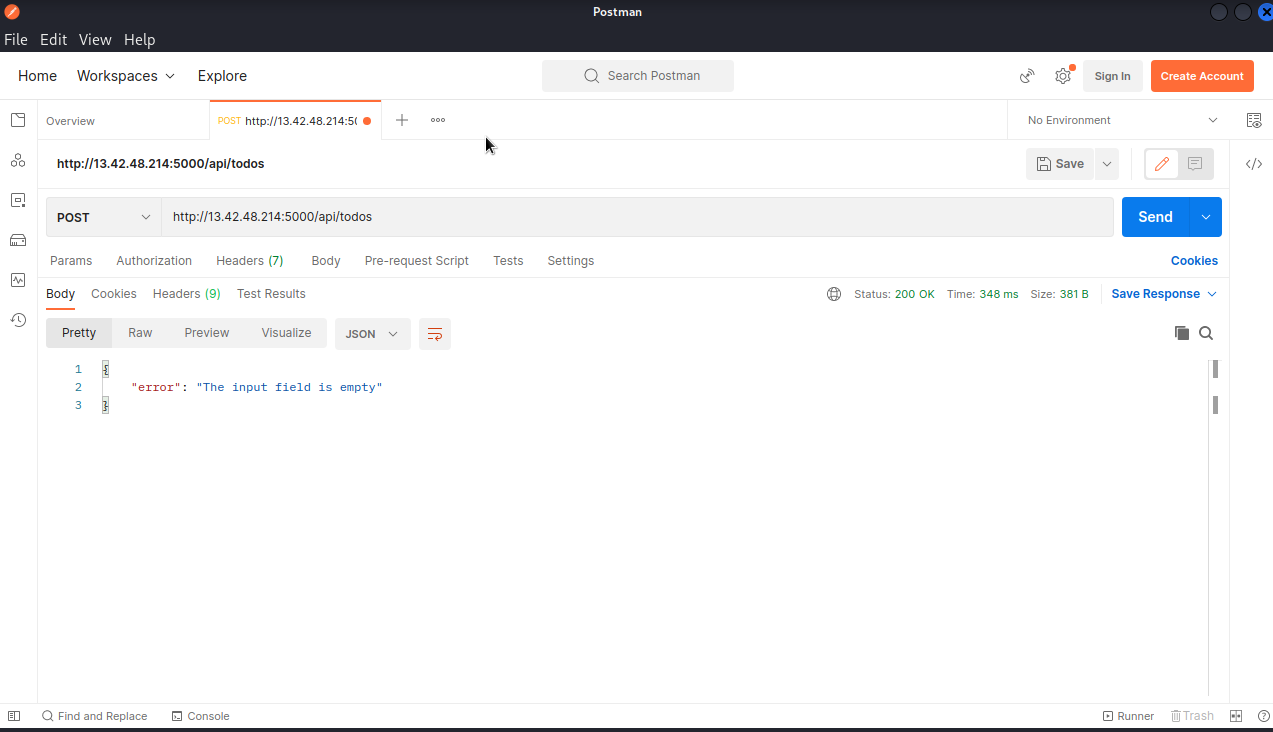 Postman
File Edit View Help
Home Workspaces Explore Search Postman Sign In Create Account
Overview POST http://13.42.48.214:50 No Environment
http://13.42.48.214:5000/api/todos Save
POST http://13.42.48.214:5000/api/todos Send
Params Authorization Headers (7) Body Pre-request Script Tests Settings Cookies
Body Cookies Headers (9) Test Results Status: 200 OK Time: 348 ms Size: 381 B Save Response
Pretty Raw Preview Visualize JSON
1 {
2 "error": "The input field is empty"
3 }
Find and Replace Console Runner Trash